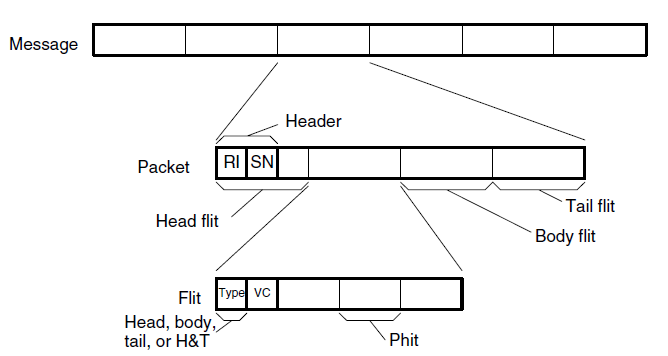 Message
Header
Packet
RI
SN
Tail flit
Head flit
Body flit
Flit
Type
VC
Head, body,
tail, or H&T
Phit